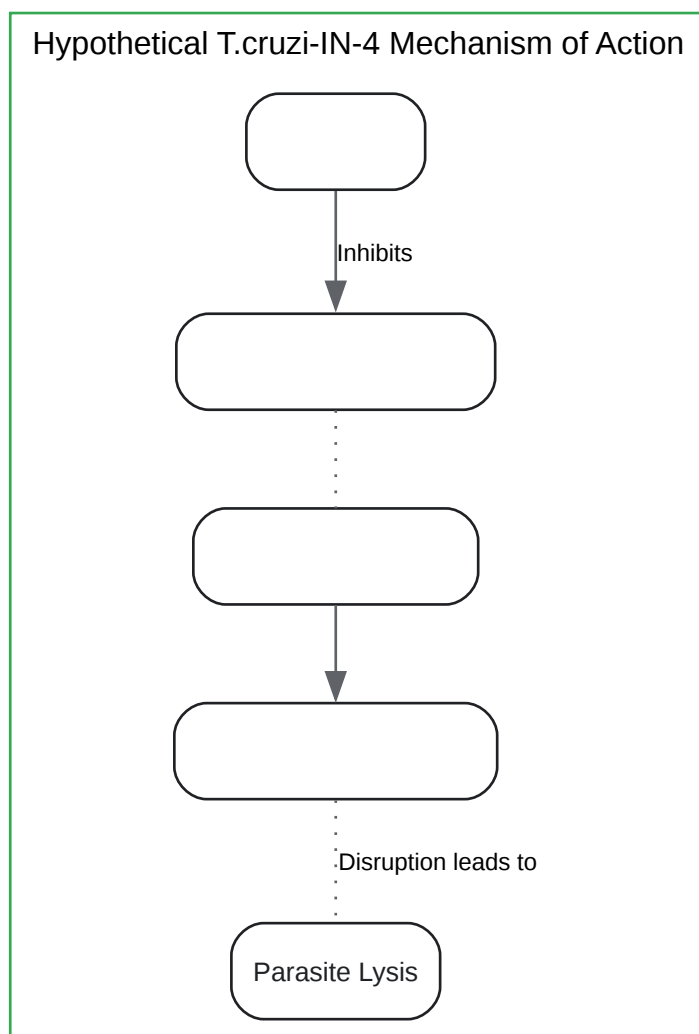 Hypothetical T.cruzi-IN-4 Mechanism of Action
Inhibits
Disruption leads to
Parasite Lysis